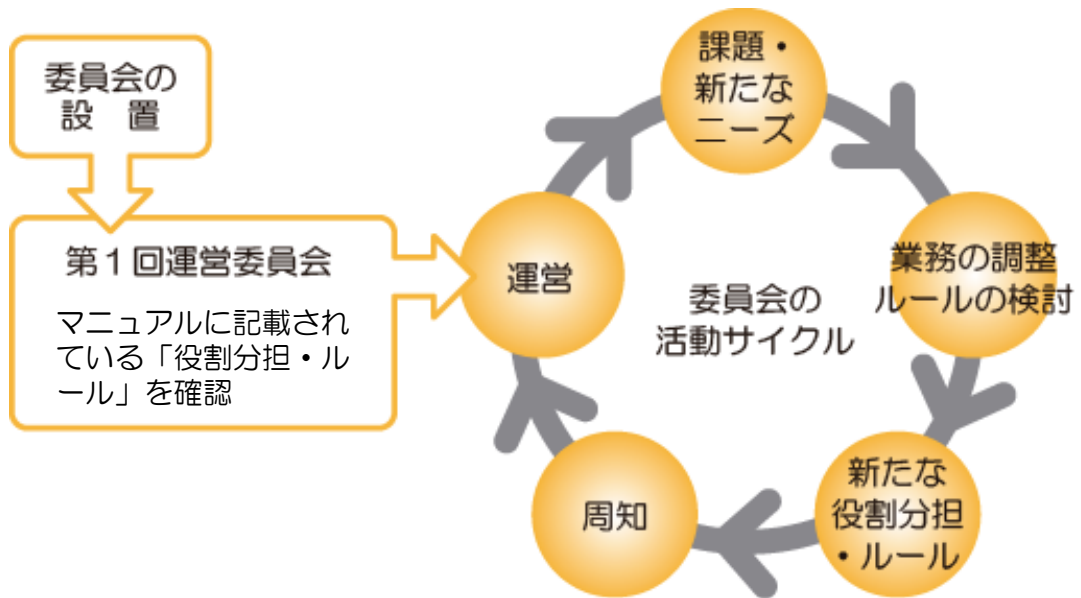 委員会の
設　置
第１回運営委員会
マニュアルに記載され
ている「役割分担・ル
ール」を確認
運営
課題・
新たな
ニーズ
業務の調整
ルールの検討
新たな
役割分担
・ルール
周知
委員会の
活動サイクル